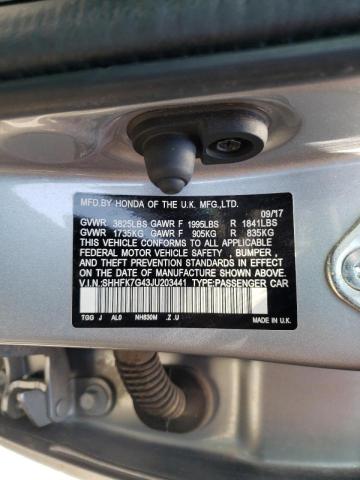 MFD.BY HONDA OF THE U.K. MFG.,LTD.
09/17
GVWR 3825LBS GAWR F 1995LBS R 1841LBS
GVWR 1735KG GAWR F 905KG R 835KG
THIS VEHICLE CONFORMS TO ALL APPLICABLE
FEDERAL MOTOR VEHICLE SAFETY , BUMPER ,
AND THEFT PREVENTION STANDARDS IN EFFECT
ON THE DATE OF MANUFACTURE SHOWN ABOVE.
V.I.N.:SHHFK7G43JU203441 TYPE:PASSENGER CAR
TGG J AL0 NH830M .Z .U
MADE IN U.K.